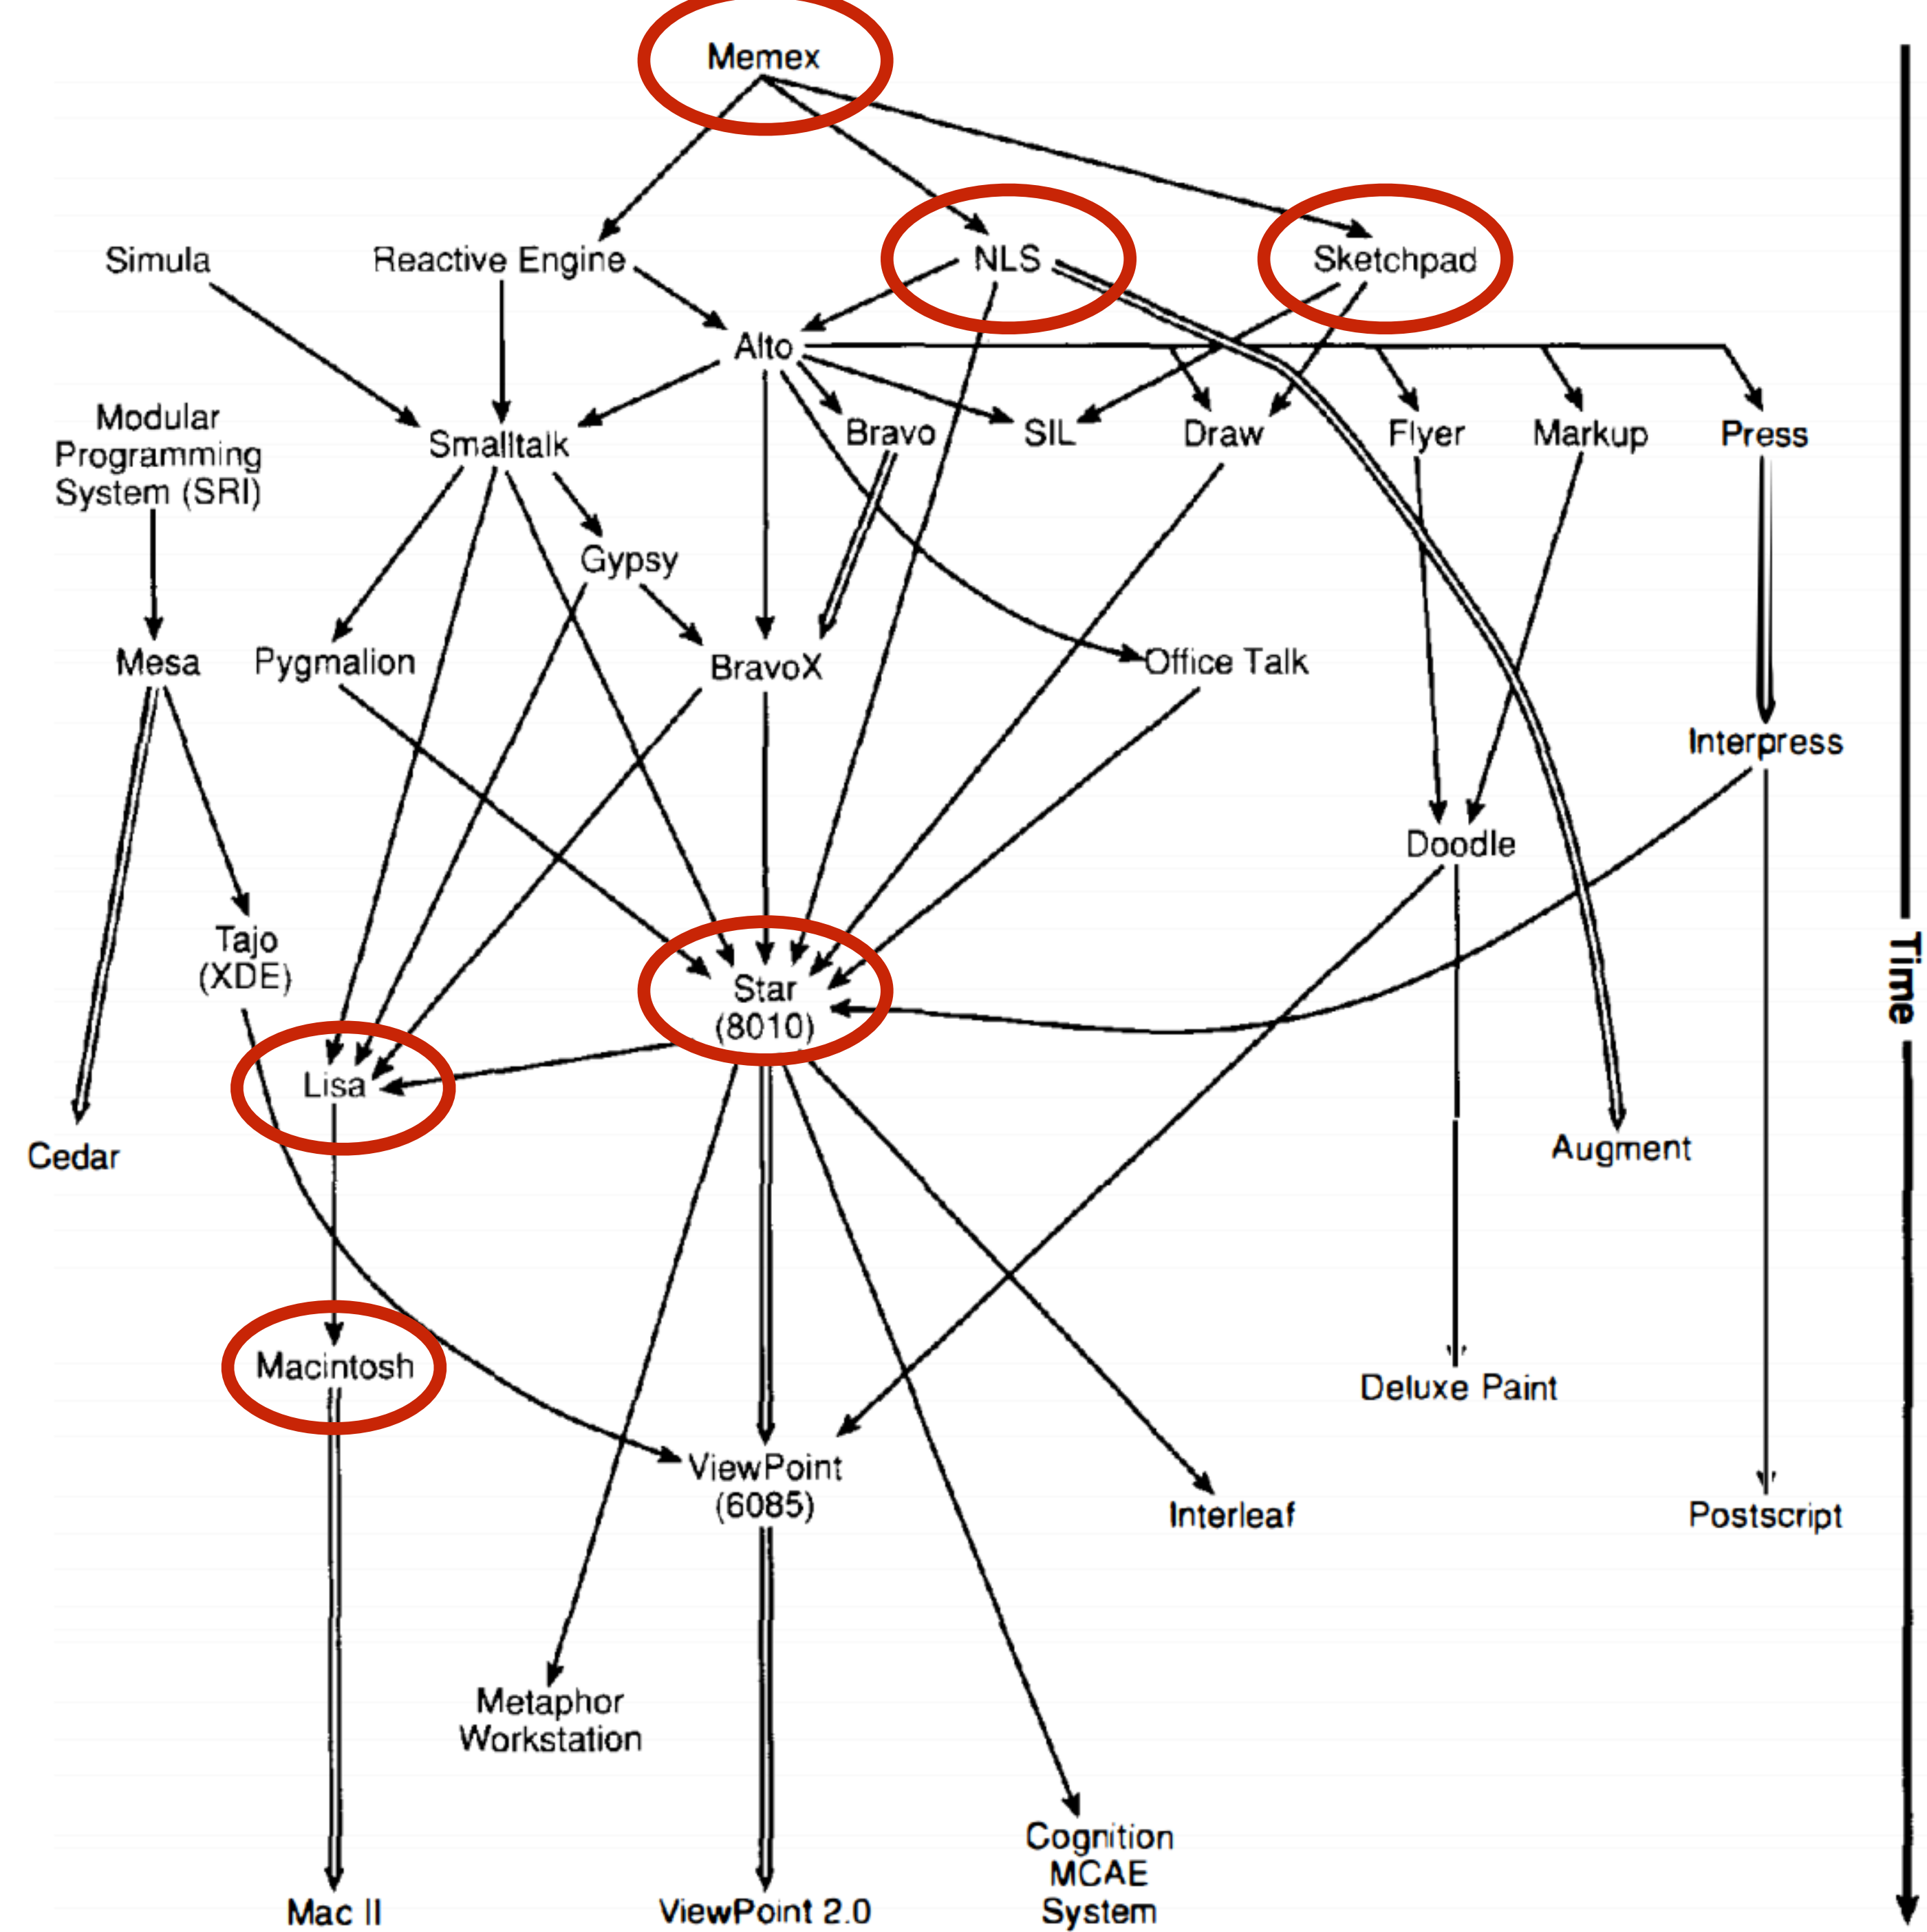 Memex
Simula
Reactive Engine
NLS
Sketchpad
Alto
Modular
Programming
System (SRI)
Smalltalk
Bravo
SIL
Draw
Flyer
Markup
Press
Gypsy
Mesa
Pygmalion
BravoX
Office Talk
Interpress
Doodle
Tajo
(XDE)
Star
(8010)
Time
Lisa
Cedar
Augment
Macintosh
Deluxe Paint
ViewPoint
(6085)
Interleaf
Postscript
Metaphor
Workstation
Cognition
MCAE
System
Mac II
ViewPoint 2.0